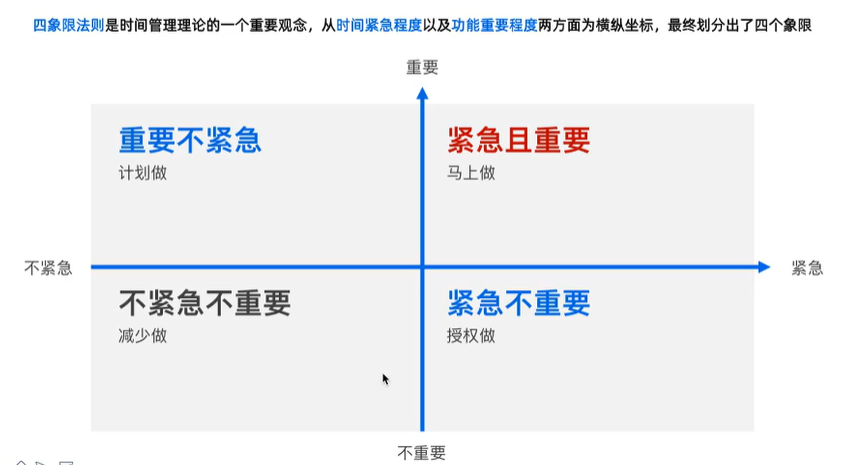 四象限法则是时间管理理论的一个重要观念，从时间紧急程度以及功能重要程度两方面为横纵坐标，最终划分出了四个象限
重要
重要不紧急
计划做
紧急且重要
马上做
不紧急
紧急
不紧急不重要
减少做
紧急不重要
授权做
不重要